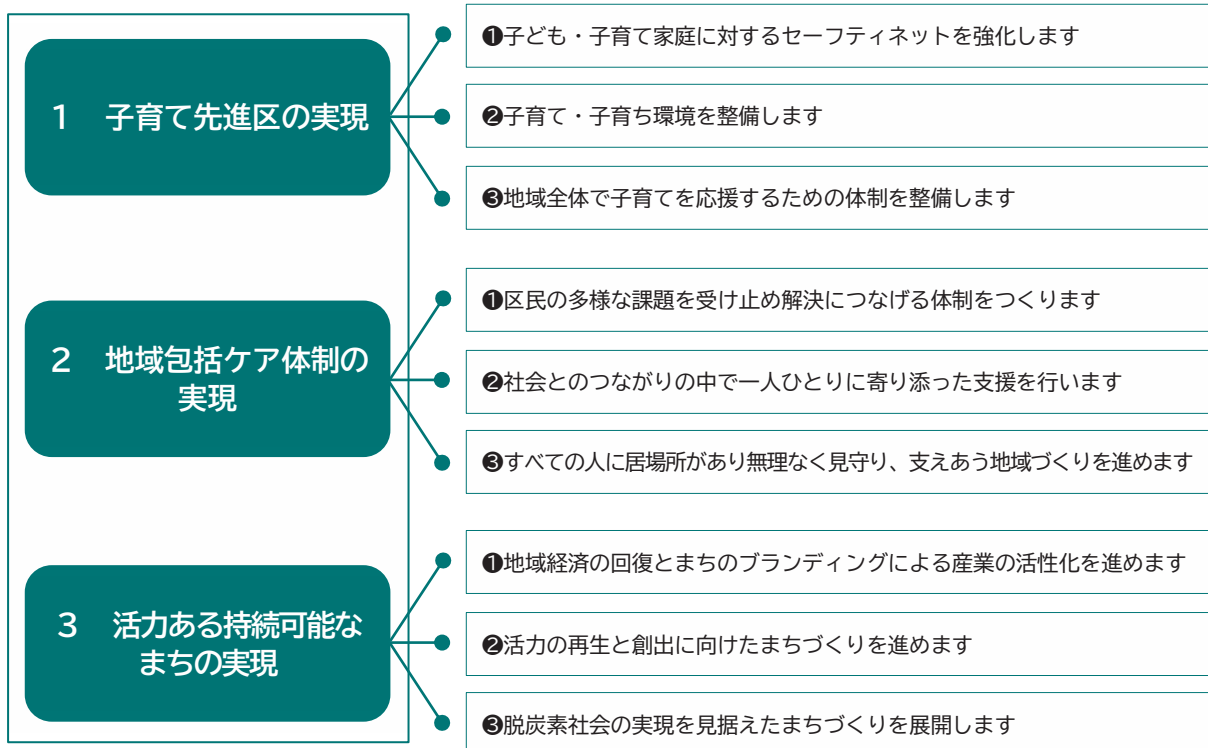 1 子育て先進区の実現
❶子ども・子育て家庭に対するセーフティネットを強化します
❷子育て・子育ち環境を整備します
❸地域全体で子育てを応援するための体制を整備します
2 地域包括ケア体制の
実現
❶区民の多様な課題を受け止め解決につなげる体制をつくります
❷社会とのつながりの中で一人ひとりに寄り添った支援を行います
❸すべての人に居場所があり無理なく見守り、支えあう地域づくりを進めます
3 活力ある持続可能な
まちの実現
❶地域経済の回復とまちのブランディングによる産業の活性化を進めます
❷活力の再生と創出に向けたまちづくりを進めます
❸脱炭素社会の実現を見据えたまちづくりを展開します